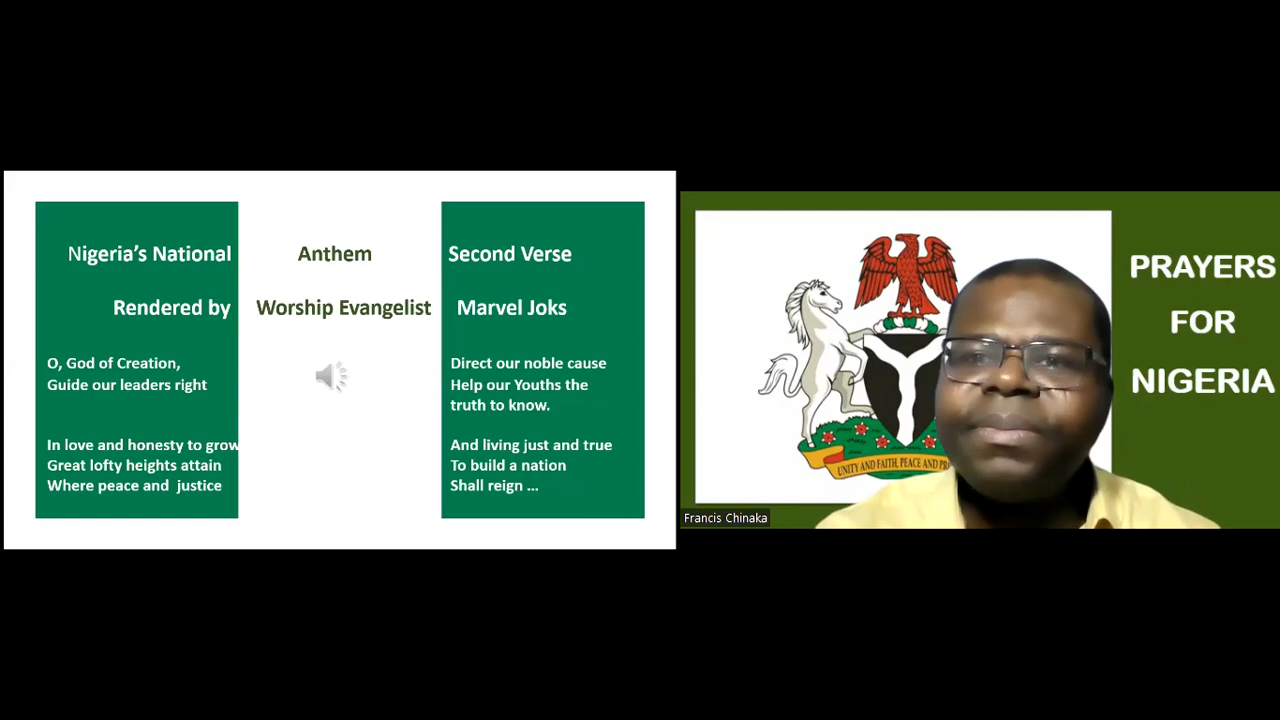 Nigeria's National Anthem Second Verse
Rendered by Worship Evangelist Marvel Joks
O, God of Creation, Direct our noble cause
Guide our leaders right Help our Youths the
truth to know.
In love and honesty to grow And living just and true
Great lofty heights attain To build a nation
Where peace and justice Shall reign ...
PRAYERS
FOR
NIGERIA
UNITY AND FAITH, PEACE AND
Francis Chinaka